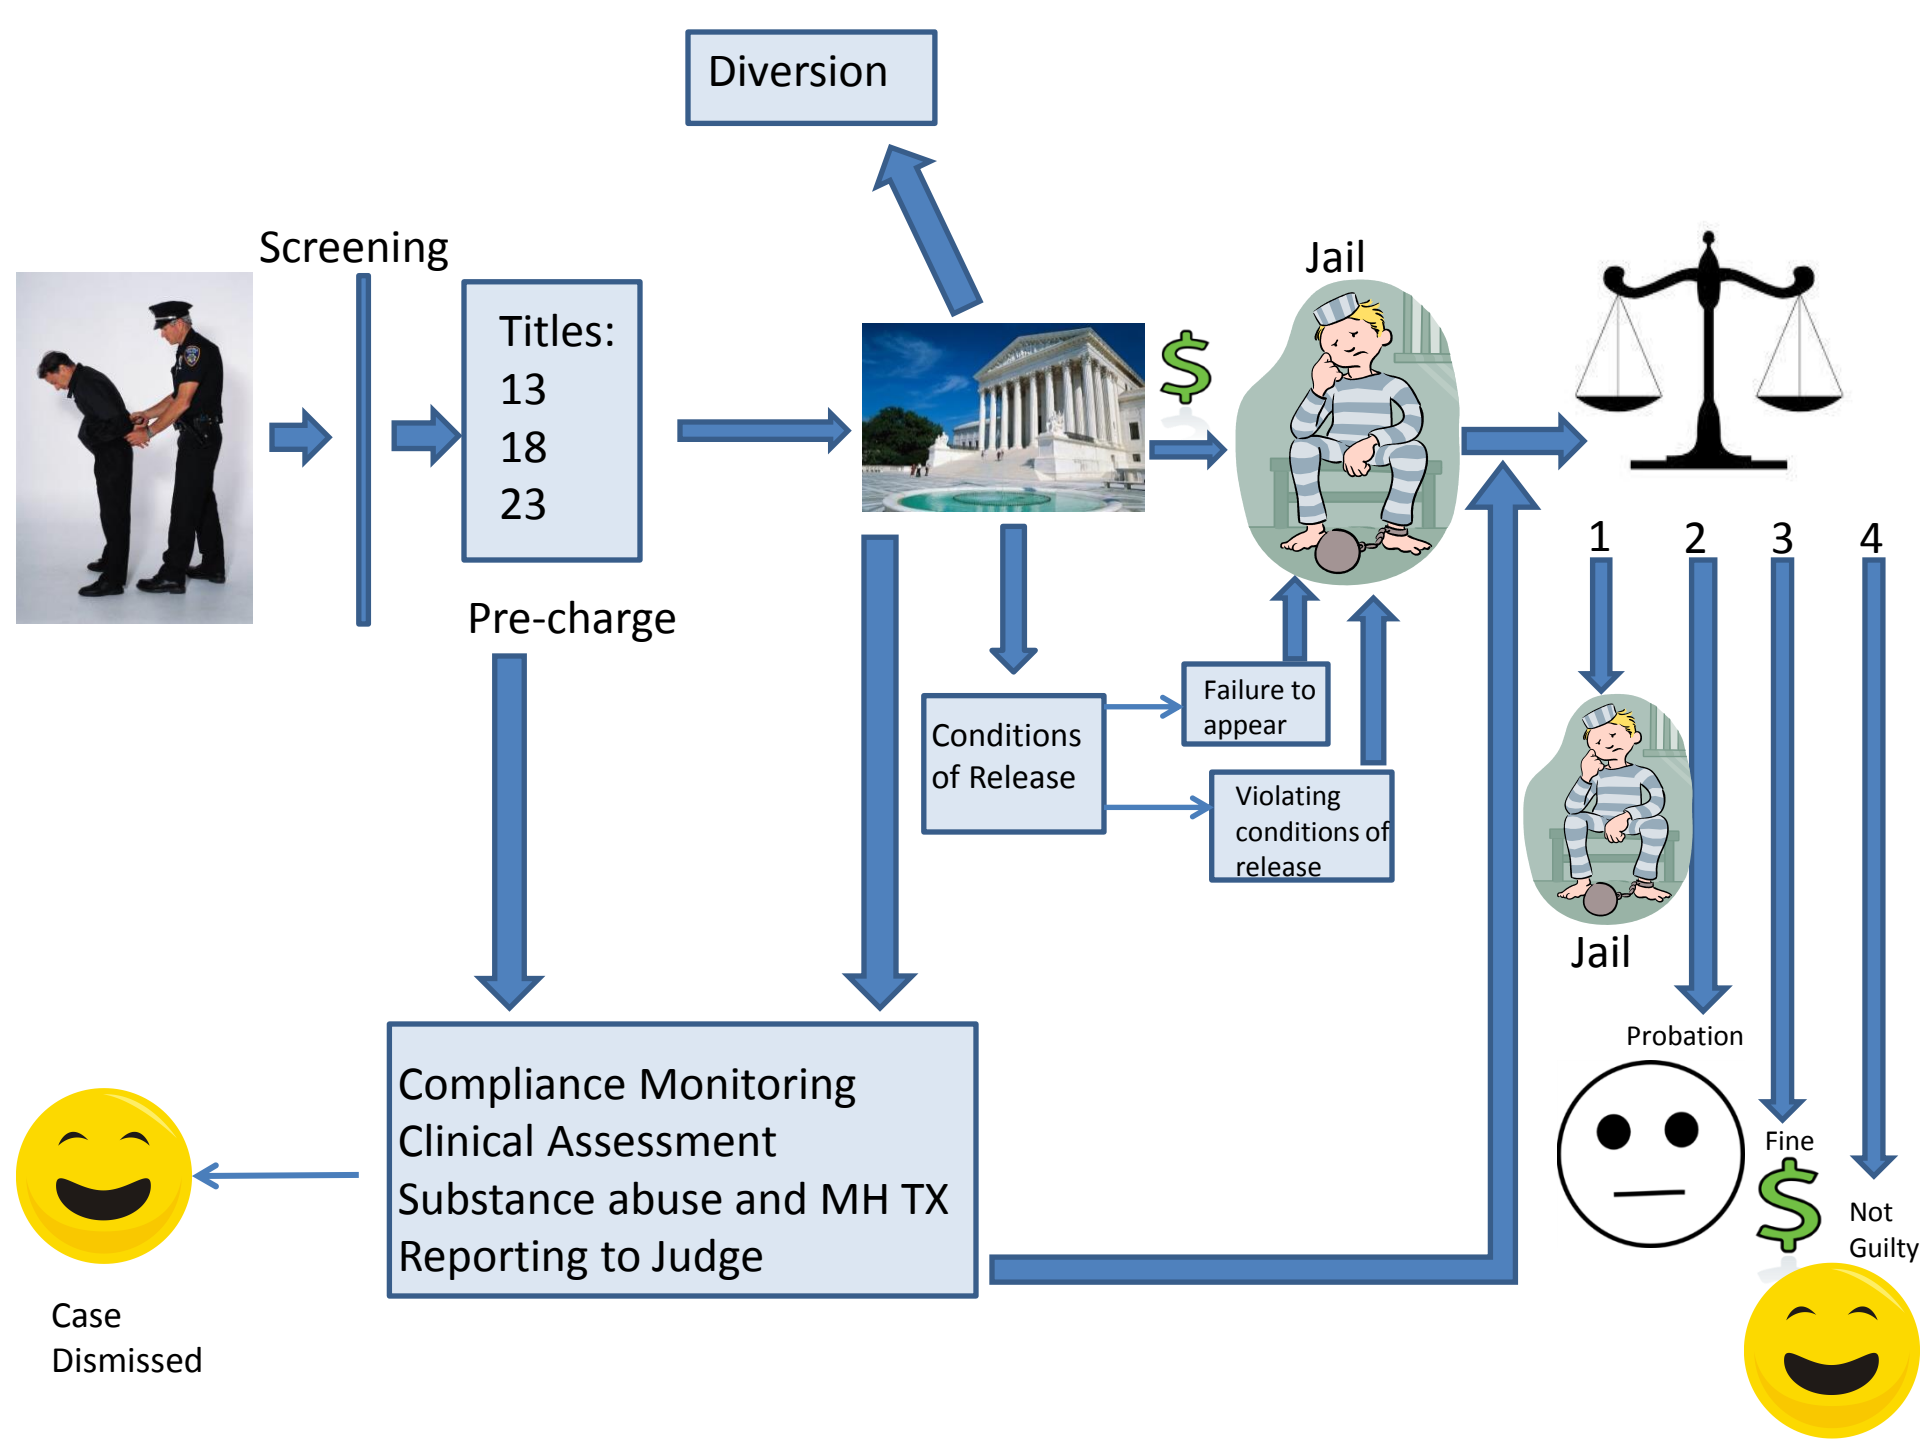 Diversion
Screening
Jail
Titles:
13
18
23
$
Pre-charge
1 2 3 4
Failure to
appear
Conditions
of Release
Violating
conditions of
release
Jail
Probation
Compliance Monitoring
Clinical Assessment
Substance abuse and MH TX
Reporting to Judge
Fine
$
Not
Guilty
Case
Dismissed